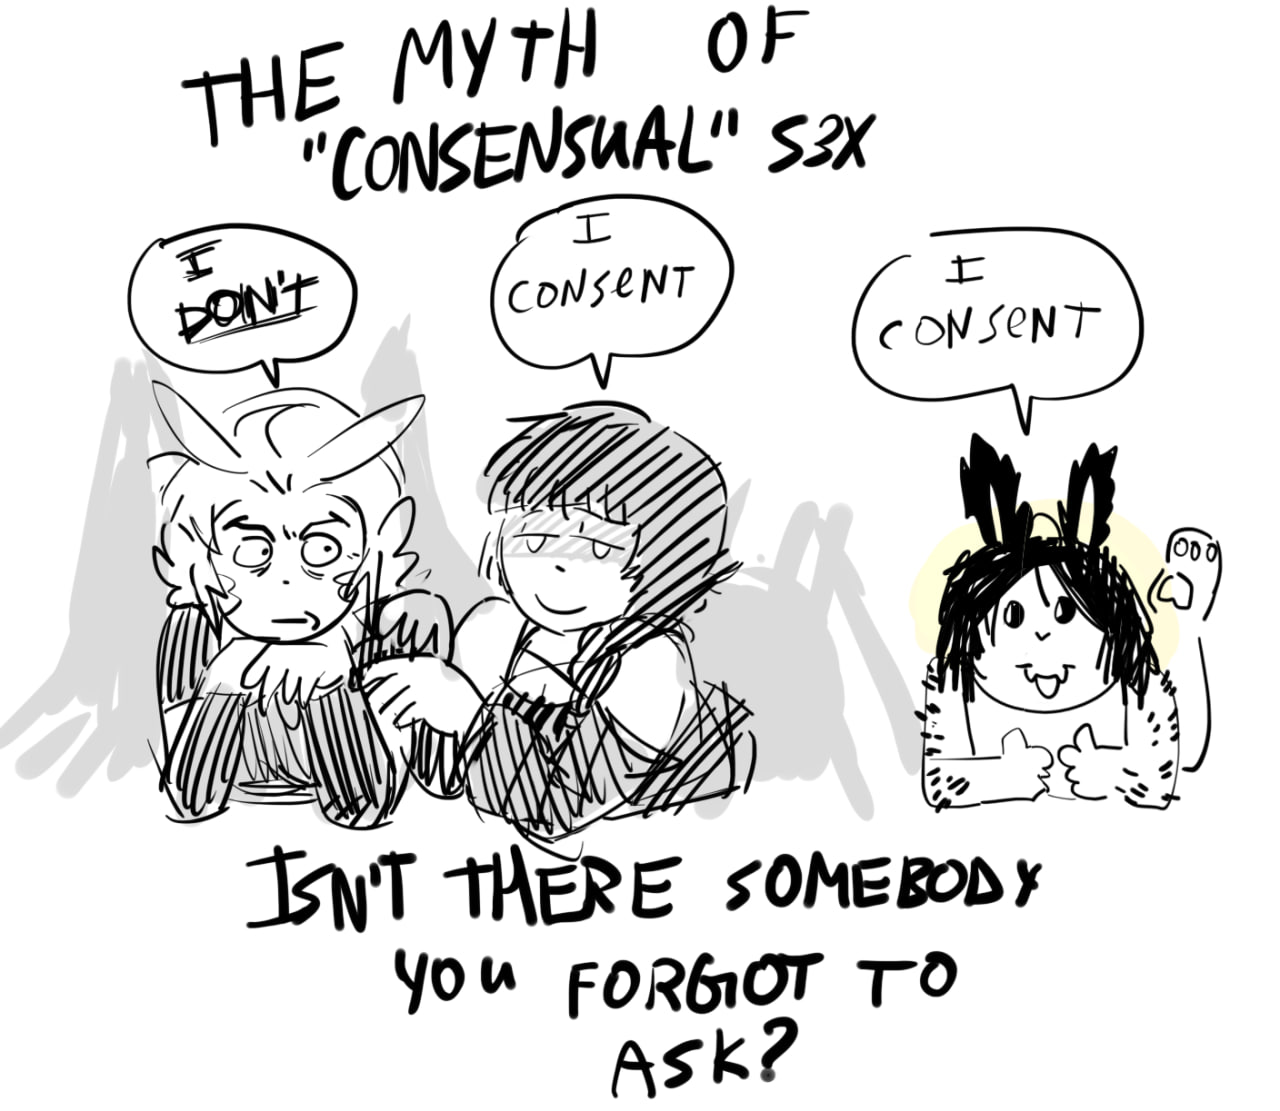 THE MYTH OF
"CONSENSUAL" S3X
I
DON'T
I
CONSENT
I
CONSENT
ISN'T THERE SOMEBODY
YOU FORGOT TO
ASK?